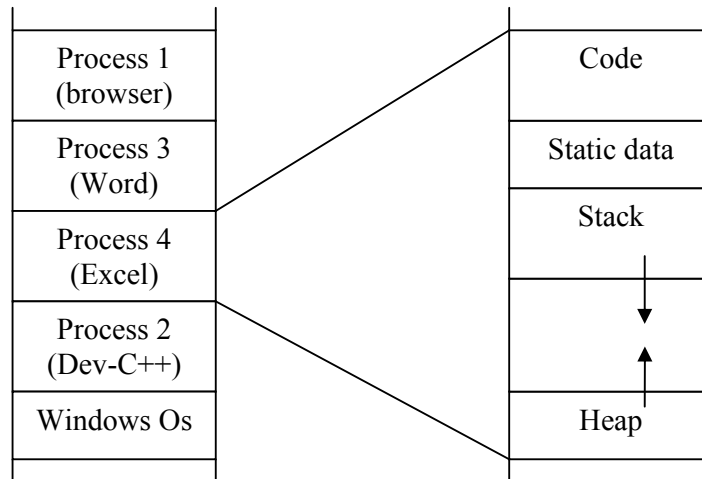 Process 1
(browser)
Process 3
(Word)
Process 4
(Excel)
Process 2
(Dev-C++)
Windows Os
Code
Static data
Stack
Heap